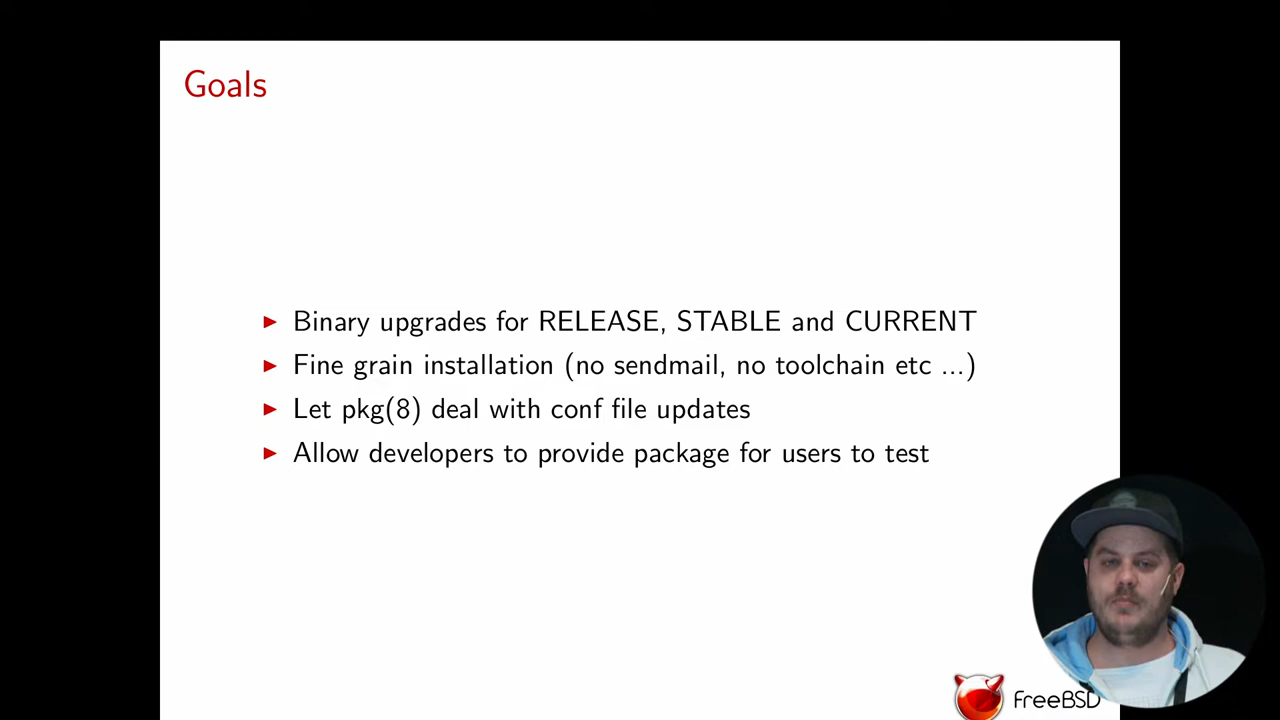 Goals
Binary upgrades for RELEASE, STABLE and CURRENT
Fine grain installation (no sendmail, no toolchain etc ...)
Let pkg(8) deal with conf file updates
Allow developers to provide package for users to test
FreeBSD